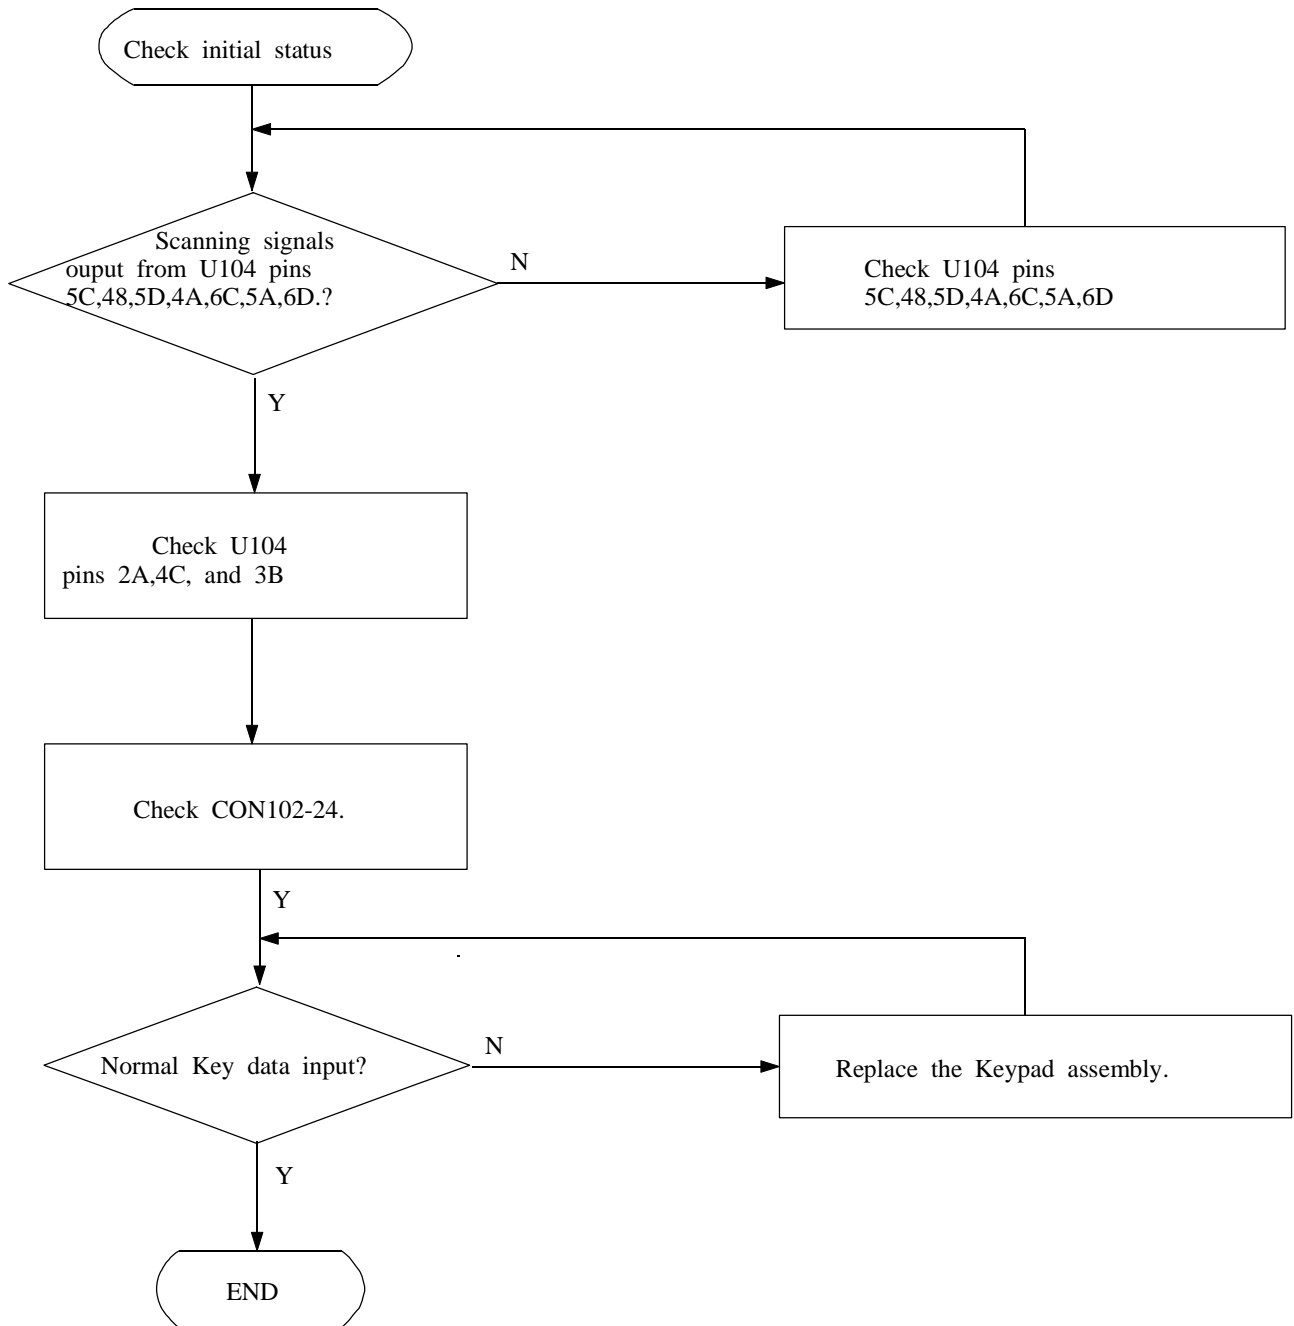 Check initial status
Scanning signals
ouput from U104 pins
5C,48,5D,4A,6C,5A,6D.?
N
Check U104 pins
5C,48,5D,4A,6C,5A,6D
Y
Check U104
pins 2A,4C, and 3B
Check CON102-24.
Y
Normal Key data input?
N
Replace the Keypad assembly.
Y
END